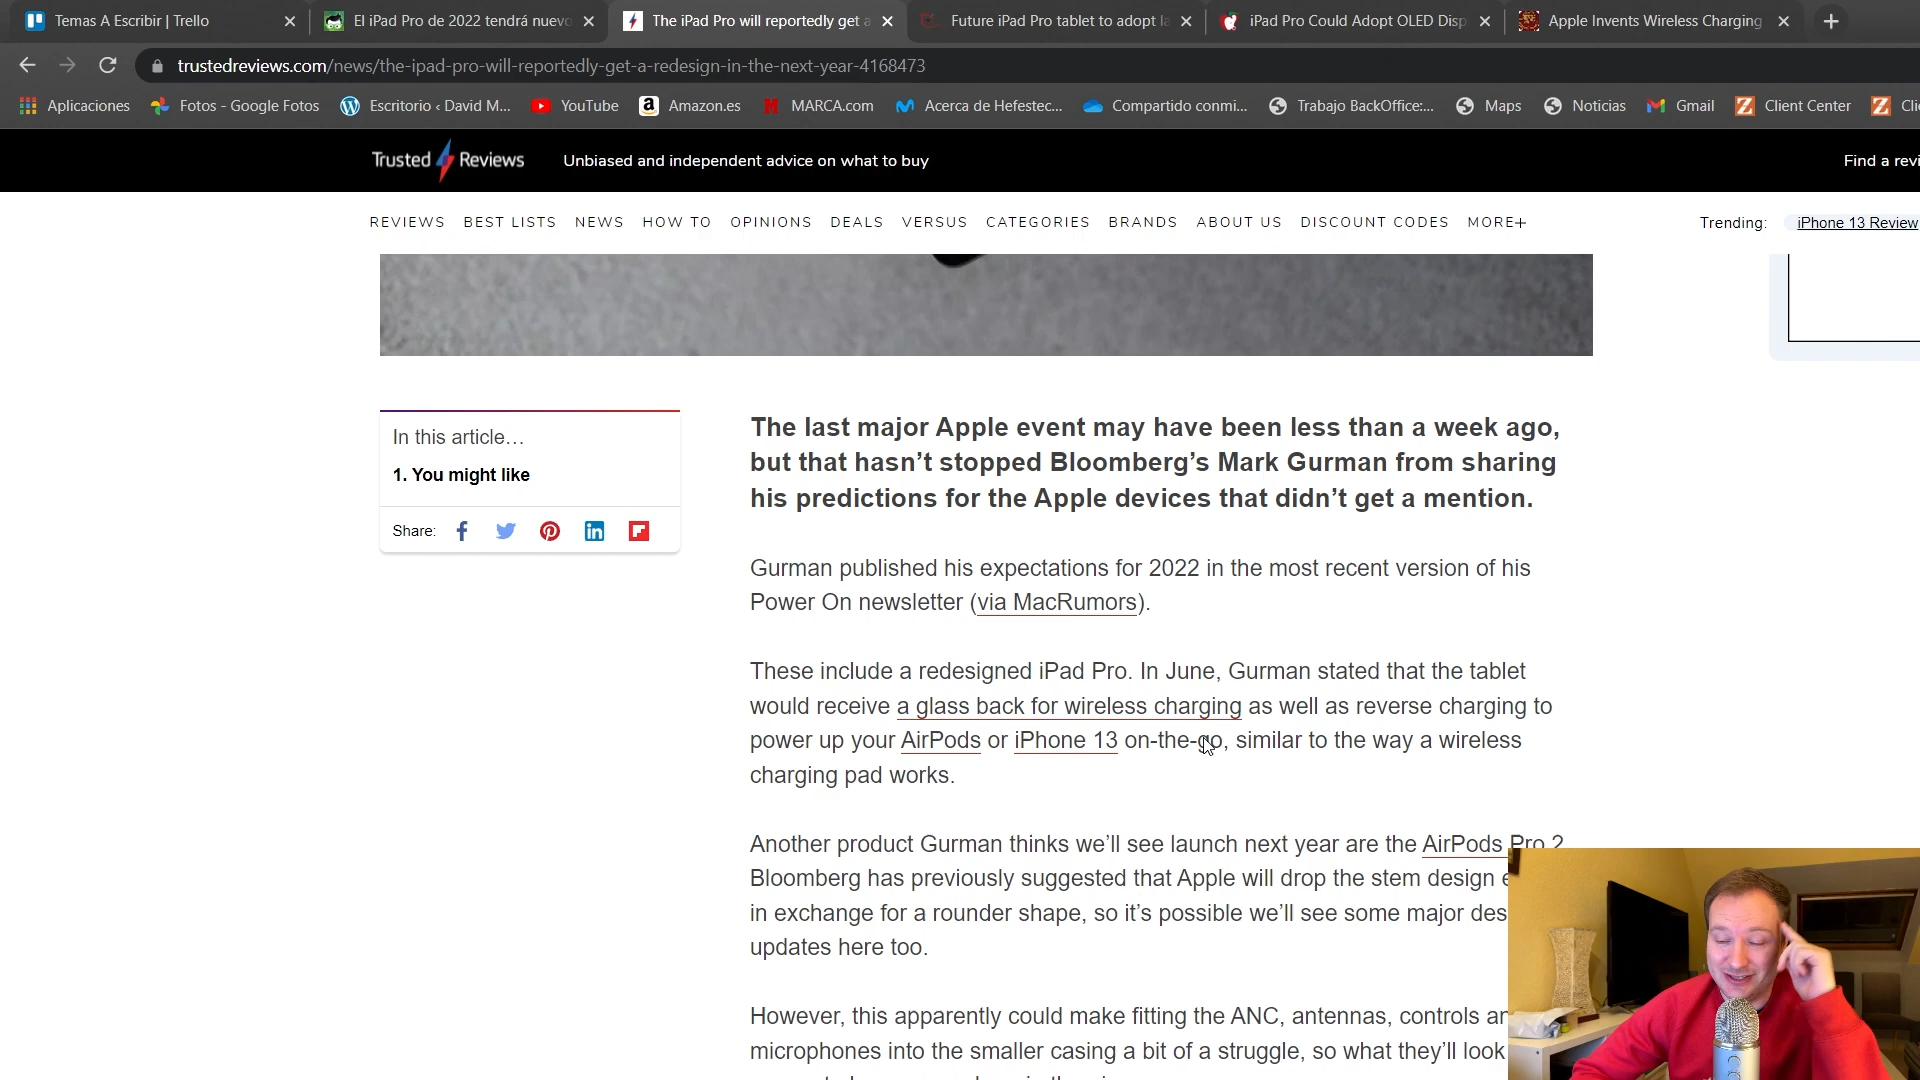 Temas A Escribir | Trello
El iPad Pro de 2022 tendrá nuevo
The iPad Pro will reportedly get a
Future iPad Pro tablet to adopt la
iPad Pro Could Adopt OLED Disp
Apple Invents Wireless Charging
trustedreviews.com/news/the-ipad-pro-will-reportedly-get-a-redesign-in-the-next-year-4168473
Aplicaciones
Fotos - Google Fotos
Escritorio ‹ David M...
YouTube
Amazon.es
MARCA.com
Acerca de Hefestec...
Compartido conmi...
Trabajo BackOffice:...
Maps
Noticias
Gmail
Client Center
Cli
Trusted Reviews
Unbiased and independent advice on what to buy
Find a revi
REVIEWS BEST LISTS NEWS HOW TO OPINIONS DEALS VERSUS CATEGORIES BRANDS ABOUT US DISCOUNT CODES MORE+
Trending: iPhone 13 Review
In this article…
1. You might like
Share:
The last major Apple event may have been less than a week ago,
but that hasn’t stopped Bloomberg’s Mark Gurman from sharing
his predictions for the Apple devices that didn’t get a mention.
Gurman published his expectations for 2022 in the most recent version of his
Power On newsletter (via MacRumors).
These include a redesigned iPad Pro. In June, Gurman stated that the tablet
would receive a glass back for wireless charging as well as reverse charging to
power up your AirPods or iPhone 13 on-the-go, similar to the way a wireless
charging pad works.
Another product Gurman thinks we’ll see launch next year are the AirPods Pro 2
Bloomberg has previously suggested that Apple will drop the stem design
in exchange for a rounder shape, so it’s possible we’ll see some major des
updates here too.
However, this apparently could make fitting the ANC, antennas, controls an
microphones into the smaller casing a bit of a struggle, so what they’ll look